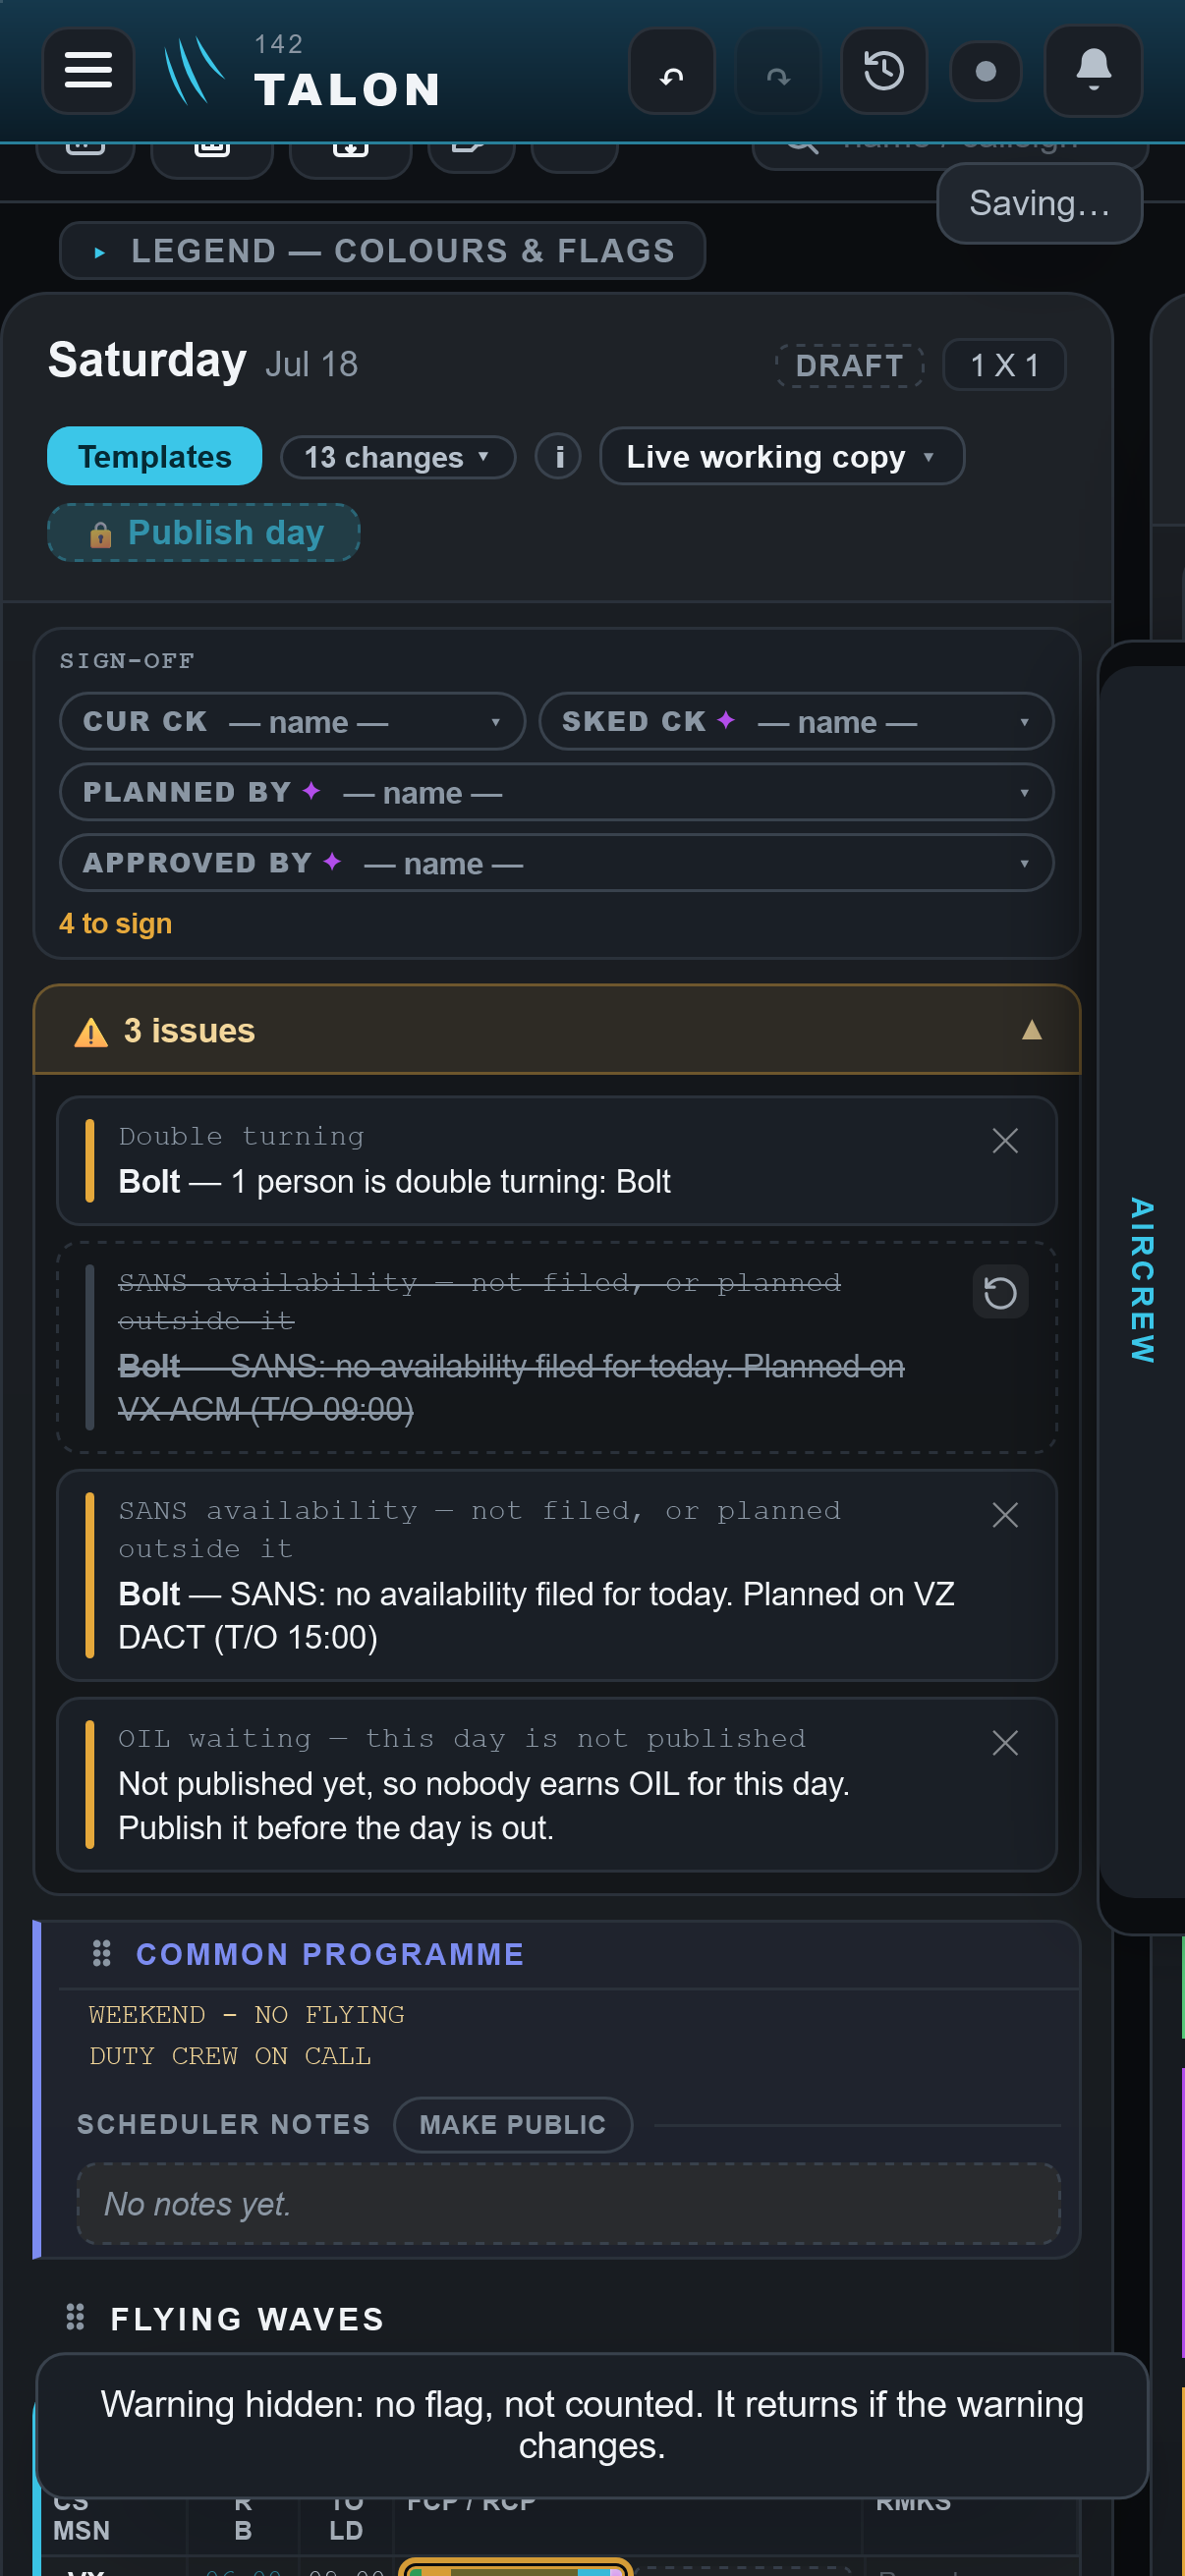 142
TALON
Saving...
▸ LEGEND — COLOURS & FLAGS
Saturday Jul 18
DRAFT
1 X 1
Templates
13 changes ▾
i
Live working copy ▾
Publish day
SIGN-OFF
CUR CK — name — ▾
SKED CK ✦ — name — ▾
PLANNED BY ✦ — name — ▾
APPROVED BY ✦ — name — ▾
4 to sign
3 issues
Double turning
Bolt — 1 person is double turning: Bolt
SANS availability — not filed, or planned
outside it
Bolt — SANS: no availability filed for today. Planned on
VX ACM (T/O 09:00)
SANS availability — not filed, or planned
outside it
Bolt — SANS: no availability filed for today. Planned on VZ
DACT (T/O 15:00)
OIL waiting — this day is not published
Not published yet, so nobody earns OIL for this day.
Publish it before the day is out.
AIRCREW
COMMON PROGRAMME
WEEKEND - NO FLYING
DUTY CREW ON CALL
SCHEDULER NOTES
MAKE PUBLIC
No notes yet.
FLYING WAVES
Warning hidden: no flag, not counted. It returns if the warning
changes.
CS
MSN
R
B
TO
LD
FCP / RCP
RMKS